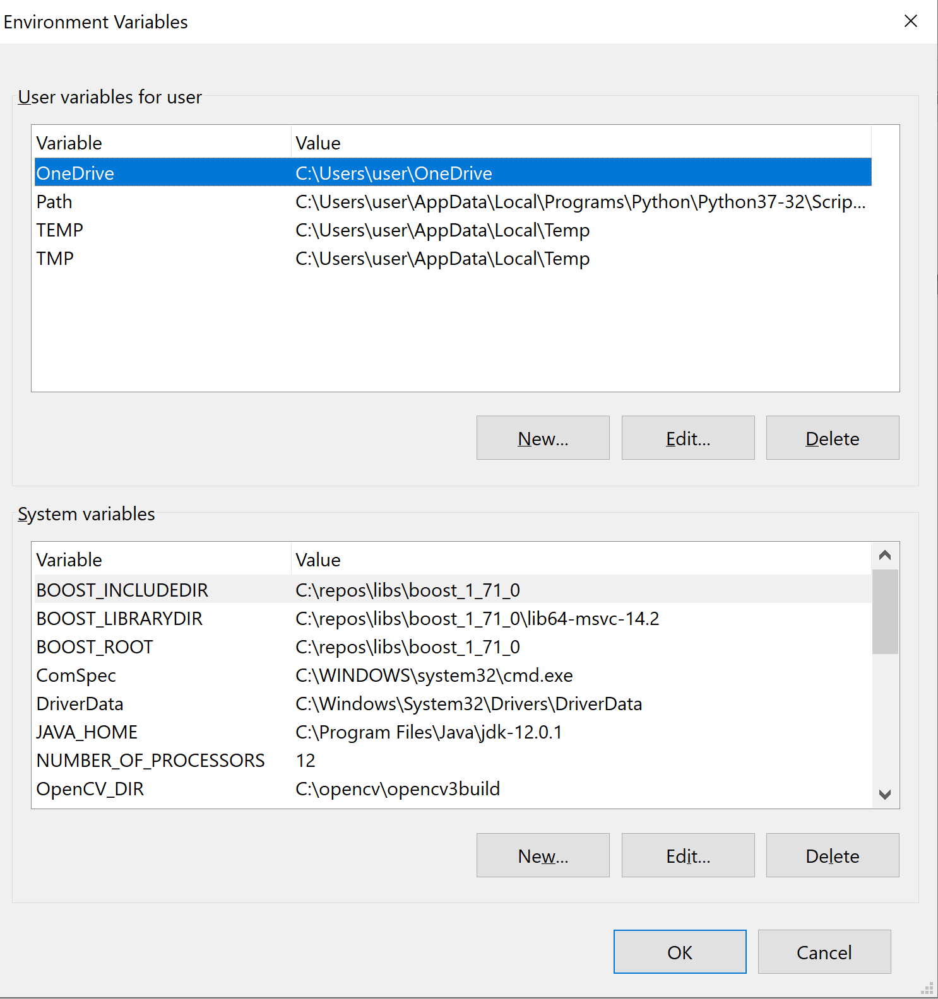 Environment Variables
User variables for user
Variable Value
OneDrive C:\Users\user\OneDrive
Path C:\Users\user\AppData\Local\Programs\Python\Python37-32\Scrip...
TEMP C:\Users\user\AppData\Local\Temp
TMP C:\Users\user\AppData\Local\Temp
New... Edit... Delete
System variables
Variable Value
BOOST_INCLUDEDIR C:\repos\libs\boost_1_71_0
BOOST_LIBRARYDIR C:\repos\libs\boost_1_71_0\lib64-msvc-14.2
BOOST_ROOT C:\repos\libs\boost_1_71_0
ComSpec C:\WINDOWS\system32\cmd.exe
DriverData C:\Windows\System32\Drivers\DriverData
JAVA_HOME C:\Program Files\Java\jdk-12.0.1
NUMBER_OF_PROCESSORS 12
OpenCV_DIR C:\opencv\opencv3build
New... Edit... Delete
OK Cancel